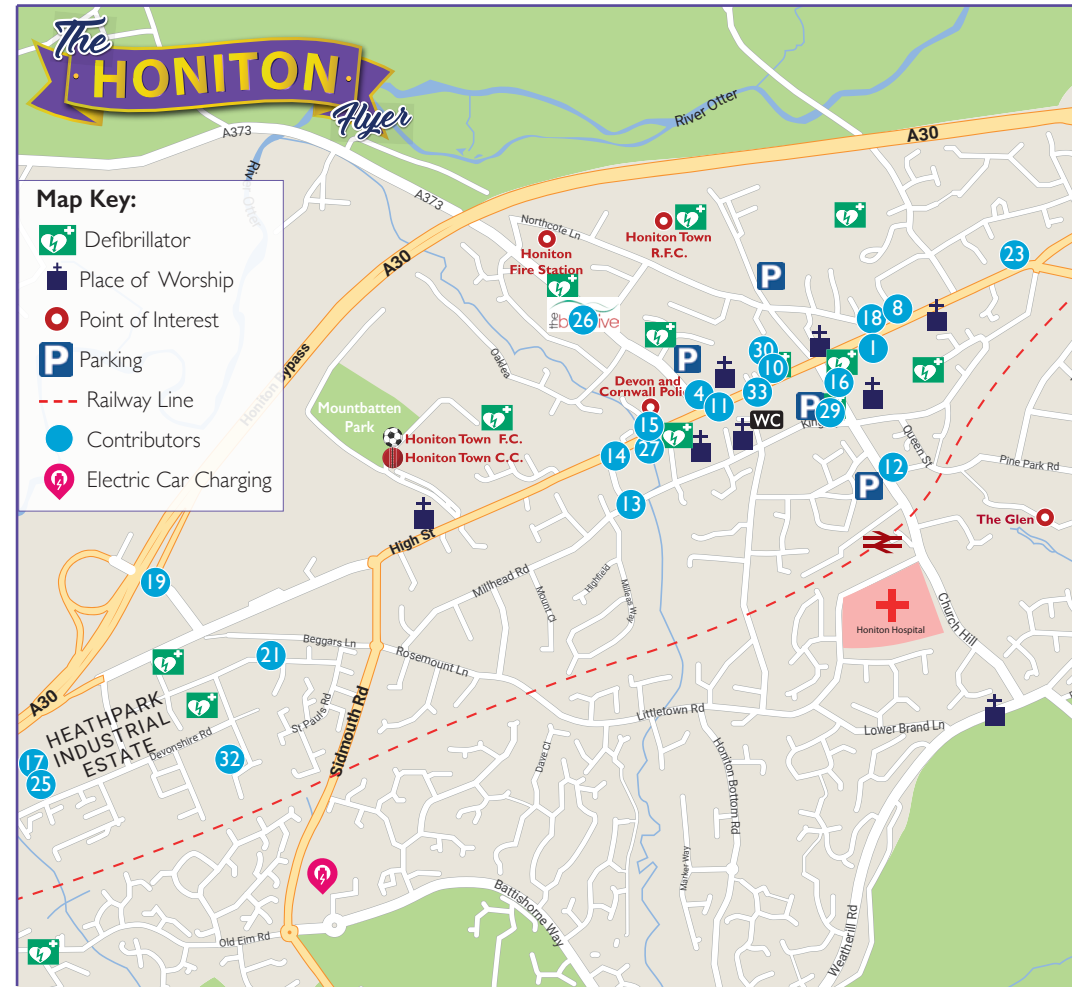 The
HONITON
Flyer
A373
River Otter
A30
River Otter
Map Key:
Defibrillator
Place of Worship
Point of Interest
P Parking
Railway Line
Contributors
Electric Car Charging
A373
A30
Honiton Bypass
Northcote Ln
Honiton
Fire Station
Honiton Town
R.F.C.
P
23
8
18
1
26
the
Oaklea
P
30
10
16
33
Devon and
Cornwall Poli
4
11
P
29
WC
King
15
27
14
13
Mountbatten
Park
Honiton Town F.C.
Honiton Town C.C.
Queen St
12
P
Pine Park Rd
The Glen
High St
Millhead Rd
Mount Cl
Highfield
Honiton Hospital
Church Hill
19
Beggars Ln
21
Rosemount Ln
St Pauls Rd
Sidmouth Rd
A30
HEATHPARK
INDUSTRIAL
ESTATE
Devonshire Rd
32
17
25
Littletown Rd
Lower Brand Ln
Dave Cl
Honiton Bottom Rd
Marker Way
Battishorne Way
Weatherill Rd
Old Elm Rd